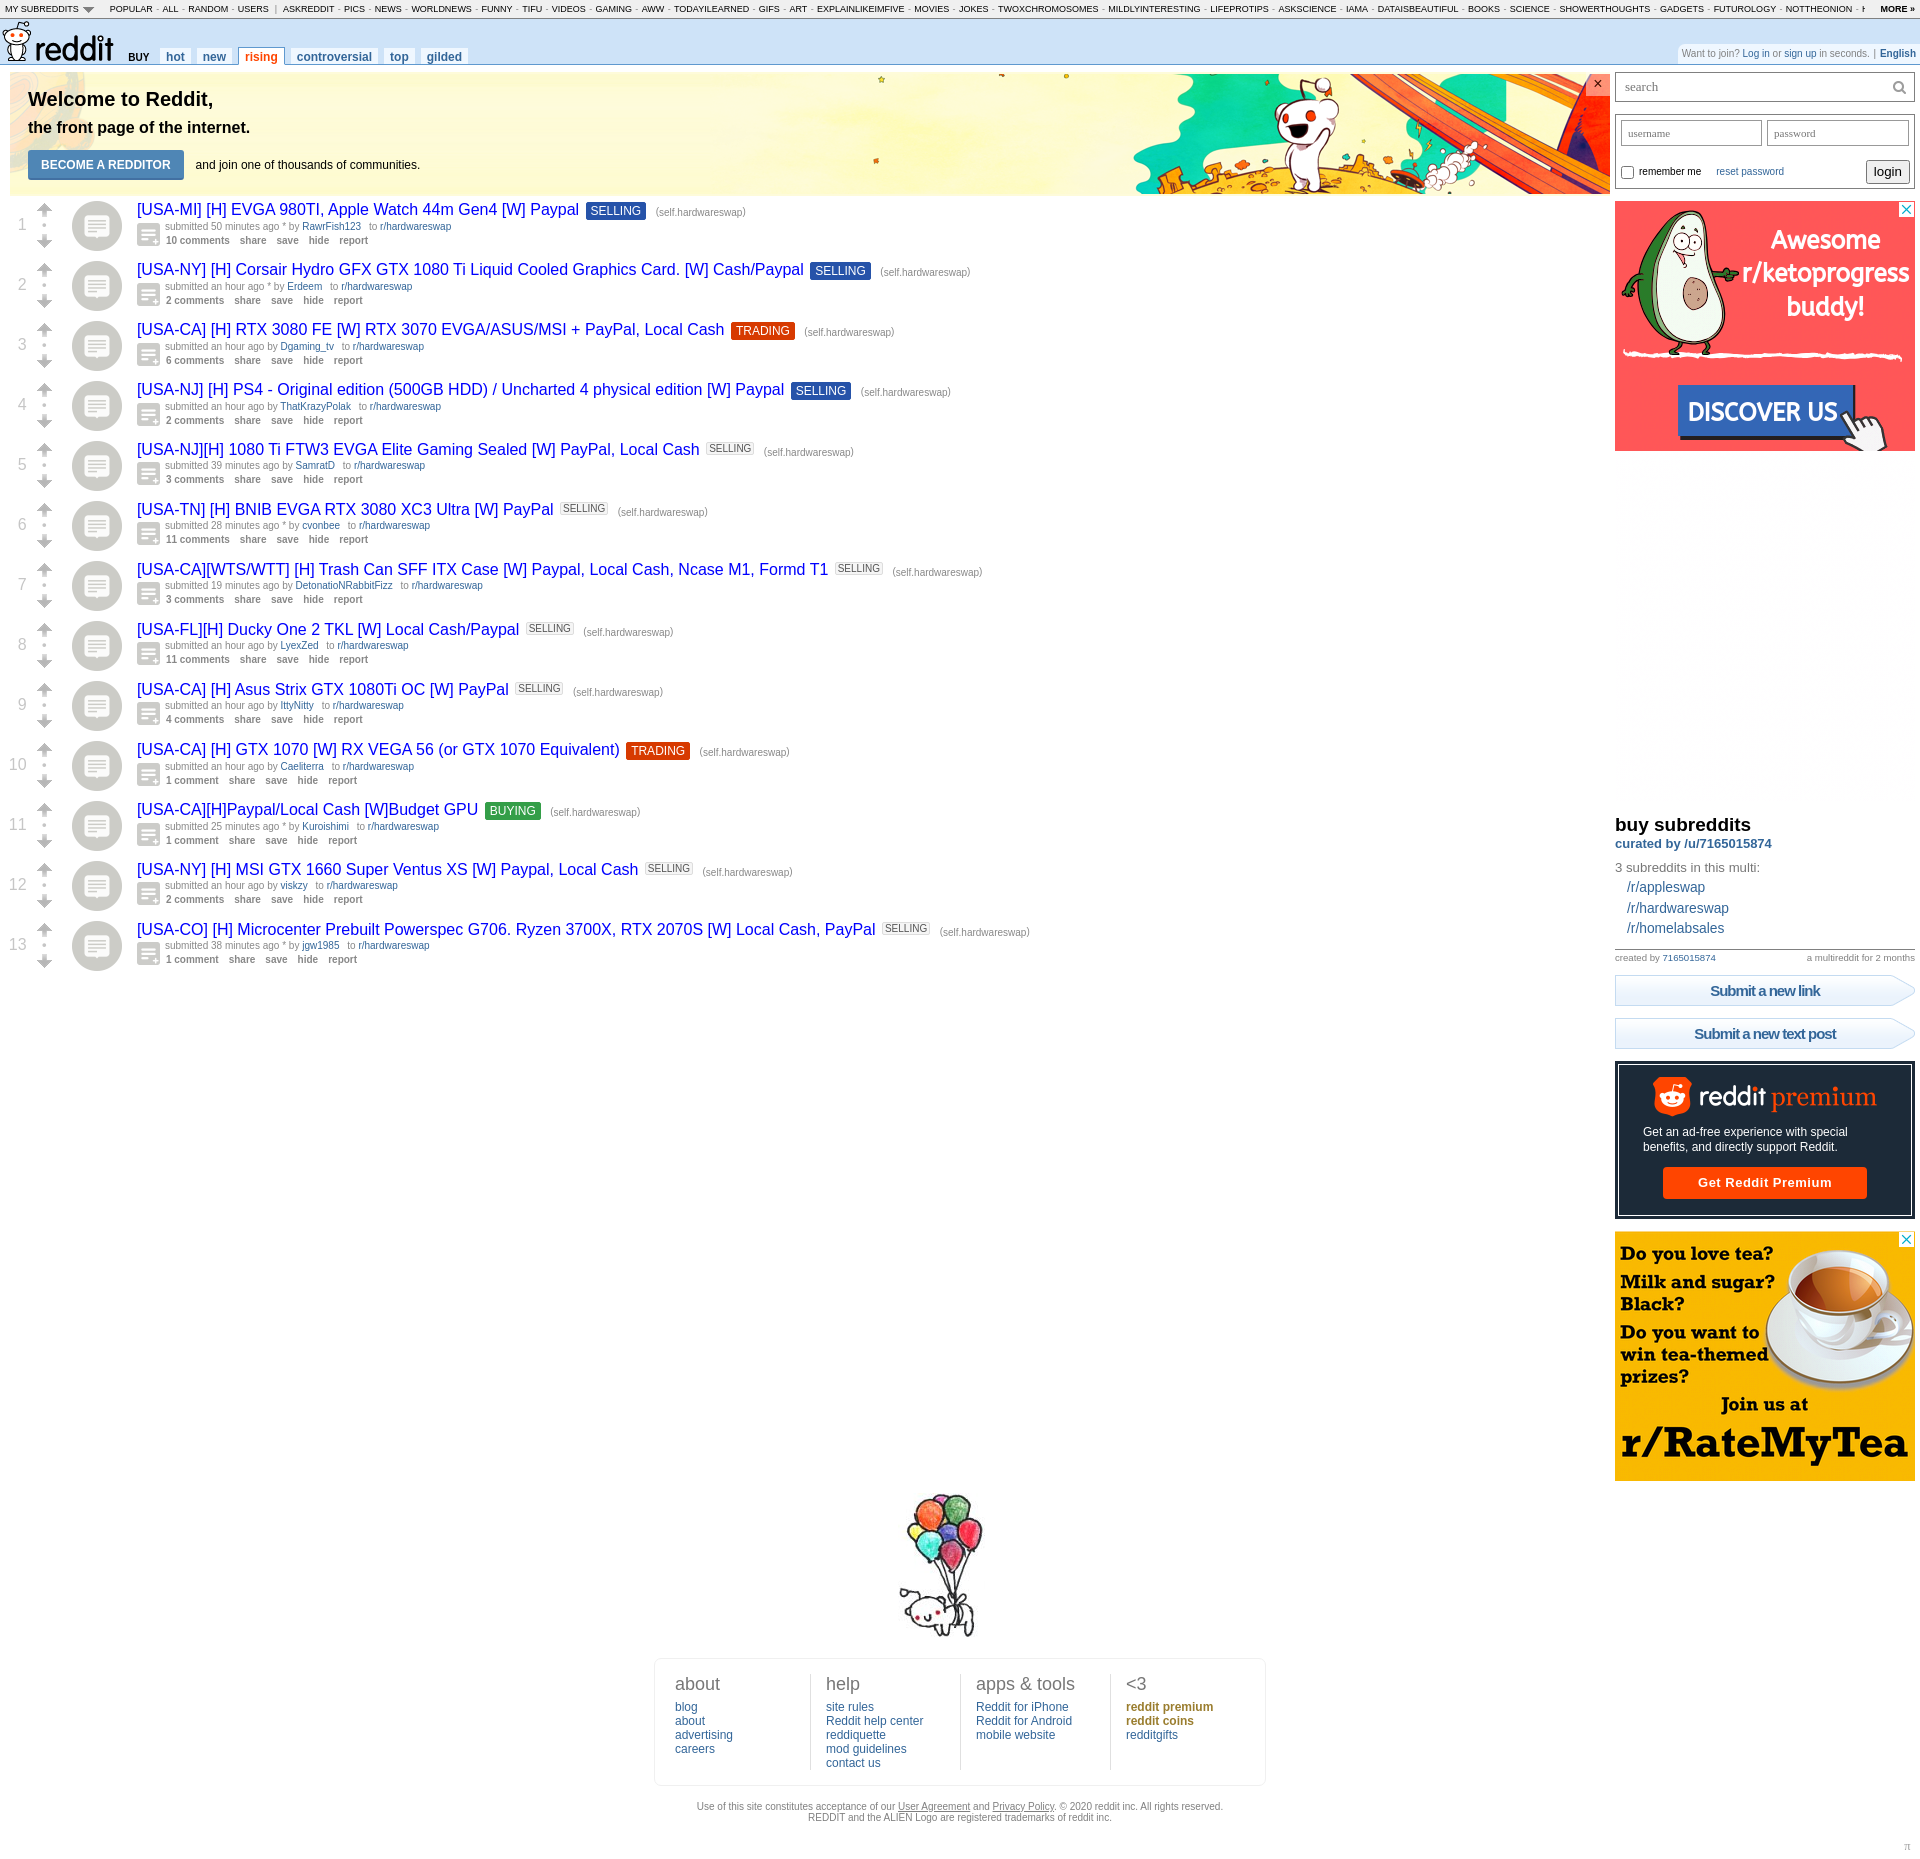 MY SUBREDDITS POPULAR - ALL - RANDOM - USERS | ASKREDDIT - PICS - NEWS - WORLDNEWS - FUNNY - TIFU - VIDEOS - GAMING - AWW - TODAYILEARNED - GIFS - ART - EXPLAINLIKEIMFIVE - MOVIES - JOKES - TWOXCHROMOSOMES - MILDLYINTERESTING - LIFEPROTIPS - ASKSCIENCE - IAMA - DATAISBEAUTIFUL - BOOKS - SCIENCE - SHOWERTHOUGHTS - GADGETS - FUTUROLOGY - NOTTHEONION - MORE »
reddit BUY hot new rising controversial top gilded
Want to join? Log in or sign up in seconds. | English
Welcome to Reddit,
the front page of the internet.
BECOME A REDDITOR and join one of thousands of communities.
×
1
[USA-MI] [H] EVGA 980TI, Apple Watch 44m Gen4 [W] Paypal SELLING (self.hardwareswap)
submitted 50 minutes ago * by RawrFish123 to r/hardwareswap
10 comments share save hide report
2
[USA-NY] [H] Corsair Hydro GFX GTX 1080 Ti Liquid Cooled Graphics Card. [W] Cash/Paypal SELLING (self.hardwareswap)
submitted an hour ago * by Erdeem to r/hardwareswap
2 comments share save hide report
3
[USA-CA] [H] RTX 3080 FE [W] RTX 3070 EVGA/ASUS/MSI + PayPal, Local Cash TRADING (self.hardwareswap)
submitted an hour ago by Dgaming_tv to r/hardwareswap
6 comments share save hide report
4
[USA-NJ] [H] PS4 - Original edition (500GB HDD) / Uncharted 4 physical edition [W] Paypal SELLING (self.hardwareswap)
submitted an hour ago by ThatKrazyPolak to r/hardwareswap
2 comments share save hide report
5
[USA-NJ][H] 1080 Ti FTW3 EVGA Elite Gaming Sealed [W] PayPal, Local Cash SELLING (self.hardwareswap)
submitted 39 minutes ago by SamratD to r/hardwareswap
3 comments share save hide report
6
[USA-TN] [H] BNIB EVGA RTX 3080 XC3 Ultra [W] PayPal SELLING (self.hardwareswap)
submitted 28 minutes ago * by cvonbee to r/hardwareswap
11 comments share save hide report
7
[USA-CA][WTS/WTT] [H] Trash Can SFF ITX Case [W] Paypal, Local Cash, Ncase M1, Formd T1 SELLING (self.hardwareswap)
submitted 19 minutes ago by DetonatioNRabbitFizz to r/hardwareswap
3 comments share save hide report
8
[USA-FL][H] Ducky One 2 TKL [W] Local Cash/Paypal SELLING (self.hardwareswap)
submitted an hour ago by LyexZed to r/hardwareswap
11 comments share save hide report
9
[USA-CA] [H] Asus Strix GTX 1080Ti OC [W] PayPal SELLING (self.hardwareswap)
submitted an hour ago by IttyNitty to r/hardwareswap
4 comments share save hide report
10
[USA-CA] [H] GTX 1070 [W] RX VEGA 56 (or GTX 1070 Equivalent) TRADING (self.hardwareswap)
submitted an hour ago by Caeliterra to r/hardwareswap
1 comment share save hide report
11
[USA-CA][H]Paypal/Local Cash [W]Budget GPU BUYING (self.hardwareswap)
submitted 25 minutes ago * by Kuroishimi to r/hardwareswap
1 comment share save hide report
12
[USA-NY] [H] MSI GTX 1660 Super Ventus XS [W] Paypal, Local Cash SELLING (self.hardwareswap)
submitted an hour ago by viskzy to r/hardwareswap
2 comments share save hide report
13
[USA-CO] [H] Microcenter Prebuilt Powerspec G706. Ryzen 3700X, RTX 2070S [W] Local Cash, PayPal SELLING (self.hardwareswap)
submitted 38 minutes ago * by jgw1985 to r/hardwareswap
1 comment share save hide report
search
username password
remember me reset password login
Awesome
r/ketoprogress
buddy!
DISCOVER US
buy subreddits
curated by /u/7165015874
3 subreddits in this multi:
/r/appleswap
/r/hardwareswap
/r/homelabsales
created by 7165015874 a multireddit for 2 months
Submit a new link
Submit a new text post
reddit premium
Get an ad-free experience with special
benefits, and directly support Reddit.
Get Reddit Premium
Do you love tea?
Milk and sugar?
Black?
Do you want to
win tea-themed
prizes?
Join us at
r/RateMyTea
about
blog
about
advertising
careers
help
site rules
Reddit help center
reddiquette
mod guidelines
contact us
apps & tools
Reddit for iPhone
Reddit for Android
mobile website
<3
reddit premium
reddit coins
redditgifts
Use of this site constitutes acceptance of our User Agreement and Privacy Policy. © 2020 reddit inc. All rights reserved.
REDDIT and the ALIEN Logo are registered trademarks of reddit inc.
π